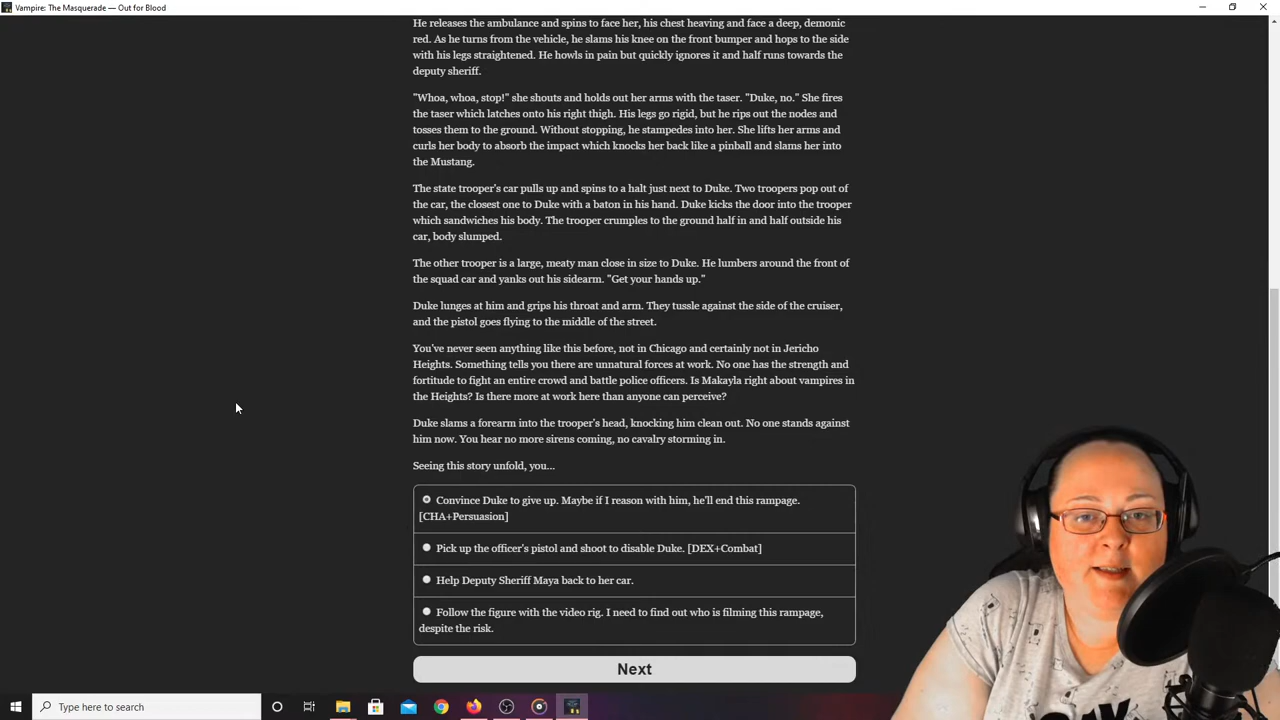 Vampire: The Masquerade — Out for Blood
He releases the ambulance and spins to face her, his chest heaving and face a deep, demonic
red. As he turns from the vehicle, he slams his knee on the front bumper and hops to the side
with his legs straightened. He howls in pain but quickly ignores it and half runs towards the
deputy sheriff.
"Whoa, whoa, stop!" she shouts and holds out her arms with the taser. "Duke, no." She fires
the taser which latches onto his right thigh. His legs go rigid, but he rips out the nodes and
tosses them to the ground. Without stopping, he stampedes into her. She lifts her arms and
curls her body to absorb the impact which knocks her back like a pinball and slams her into
the Mustang.
The state trooper's car pulls up and spins to a halt just next to Duke. Two troopers pop out of
the car, the closest one to Duke with a baton in his hand. Duke kicks the door into the trooper
which sandwiches his body. The trooper crumples to the ground half in and half outside his
car, body slumped.
The other trooper is a large, meaty man close in size to Duke. He lumbers around the front of
the squad car and yanks out his sidearm. "Get your hands up."
Duke lunges at him and grips his throat and arm. They tussle against the side of the cruiser,
and the pistol goes flying to the middle of the street.
You've never seen anything like this before, not in Chicago and certainly not in Jericho
Heights. Something tells you there are unnatural forces at work. No one has the strength and
fortitude to fight an entire crowd and battle police officers. Is Makayla right about vampires in
the Heights? Is there more at work here than anyone can perceive?
Duke slams a forearm into the trooper's head, knocking him clean out. No one stands against
him now. You hear no more sirens coming, no cavalry storming in.
Seeing this story unfold, you...
Convince Duke to give up. Maybe if I reason with him, he'll end this rampage.
[CHA+Persuasion]
Pick up the officer's pistol and shoot to disable Duke. [DEX+Combat]
Help Deputy Sheriff Maya back to her car.
Follow the figure with the video rig. I need to find out who is filming this rampage,
despite the risk.
Next
Type here to search